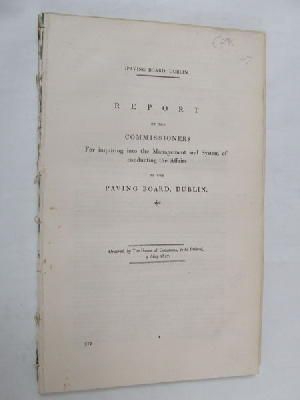 (PAVING BOARD, DUBLIN.
REPORT
OF THE
COMMISSIONERS
For inquiring into the Management and System of
conducting the Affairs
OF THE
PAVING BOARD, DUBLIN.
Ordered, by The House of Commons, to be Printed,
May